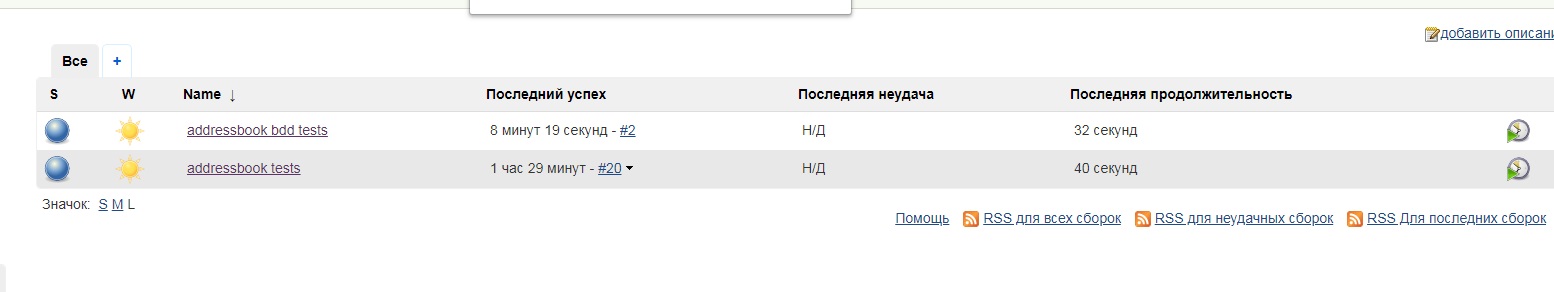 добавить описани
Все +
S W Name ↓ Последний успех Последняя неудача Последняя продолжительность
addressbook bdd tests 8 минут 19 секунд - #2 Н/Д 32 секунд
addressbook tests 1 час 29 минут - #20 Н/Д 40 секунд
Значок: S M L
Помощь RSS для всех сборок RSS для неудачных сборок RSS Для последних сборок